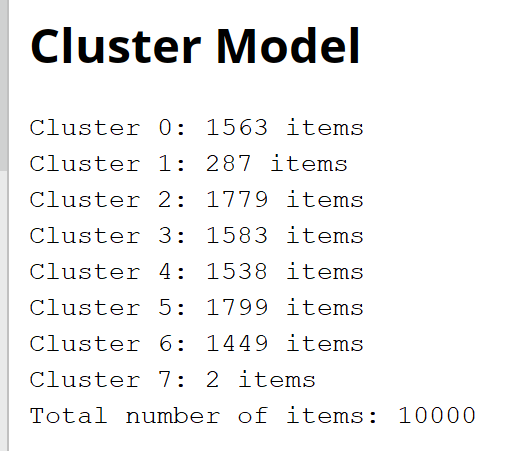 Cluster Model
Cluster 0: 1563 items
Cluster 1: 287 items
Cluster 2: 1779 items
Cluster 3: 1583 items
Cluster 4: 1538 items
Cluster 5: 1799 items
Cluster 6: 1449 items
Cluster 7: 2 items
Total number of items: 10000